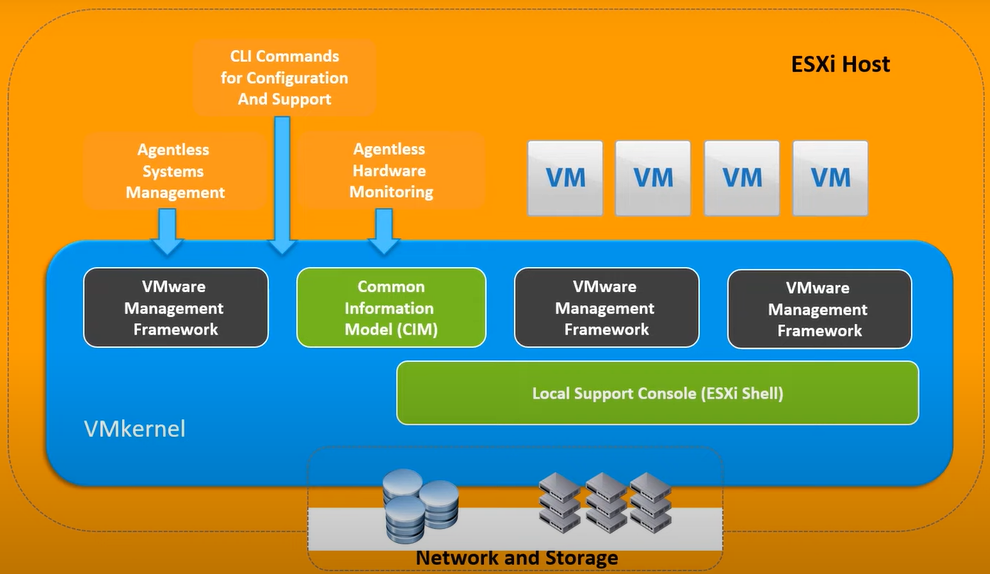 CLI Commands
for Configuration
And Support
ESXi Host
Agentless
Systems
Management
Agentless
Hardware
Monitoring
VM
VM
VM
VM
VMware
Management
Framework
Common
Information
Model (CIM)
VMware
Management
Framework
VMware
Management
Framework
Local Support Console (ESXi Shell)
VMkernel
Network and Storage